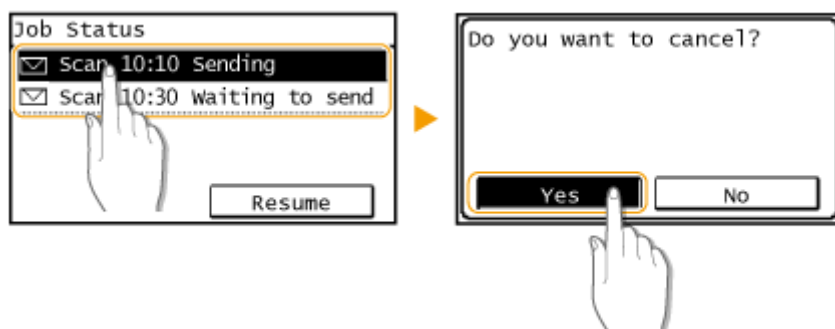 Job Status
Scan 10:10 Sending
Scan 10:30 Waiting to send
Resume
Do you want to cancel?
Yes
No